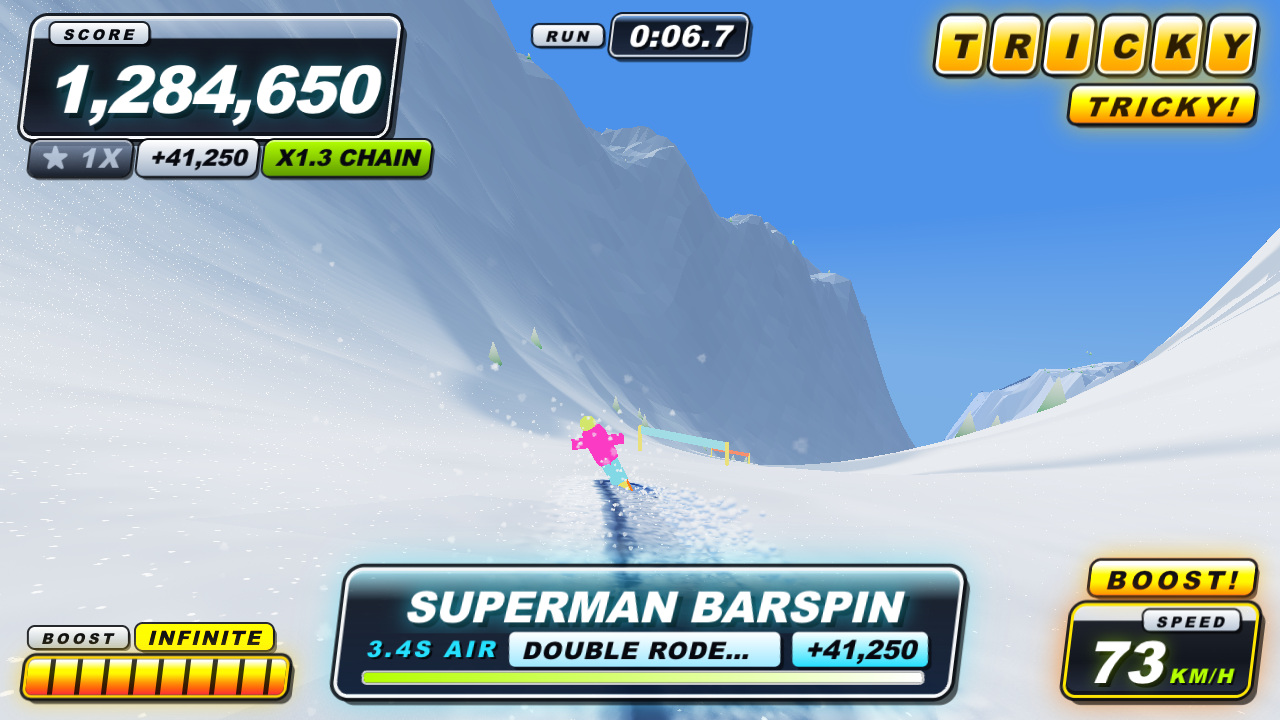 SCORE
1,284,650
★ 1X +41,250 X1.3 CHAIN
RUN 0:06.7
TRICKY
TRICKY!
SUPERMAN BARSPIN
3.4S AIR DOUBLE RODE... +41,250
BOOST INFINITE
BOOST!
SPEED
73 KM/H